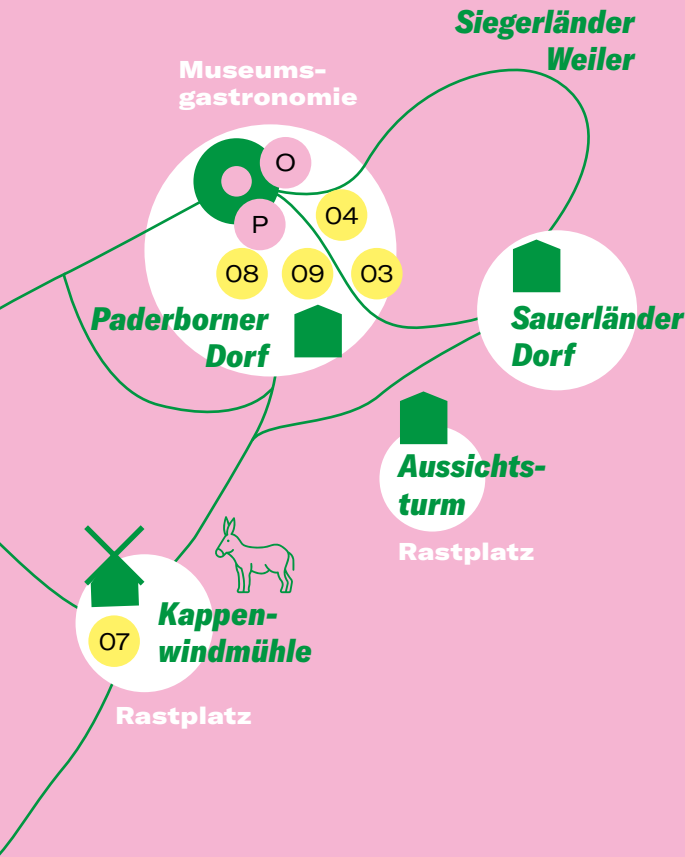 Siegerländer
Weiler
Museums-
gastronomie
O
P
04
08
09
03
Paderborner
Dorf
Sauerländer
Dorf
Aussichts-
turm
Rastplatz
07
Kappen-
windmühle
Rastplatz